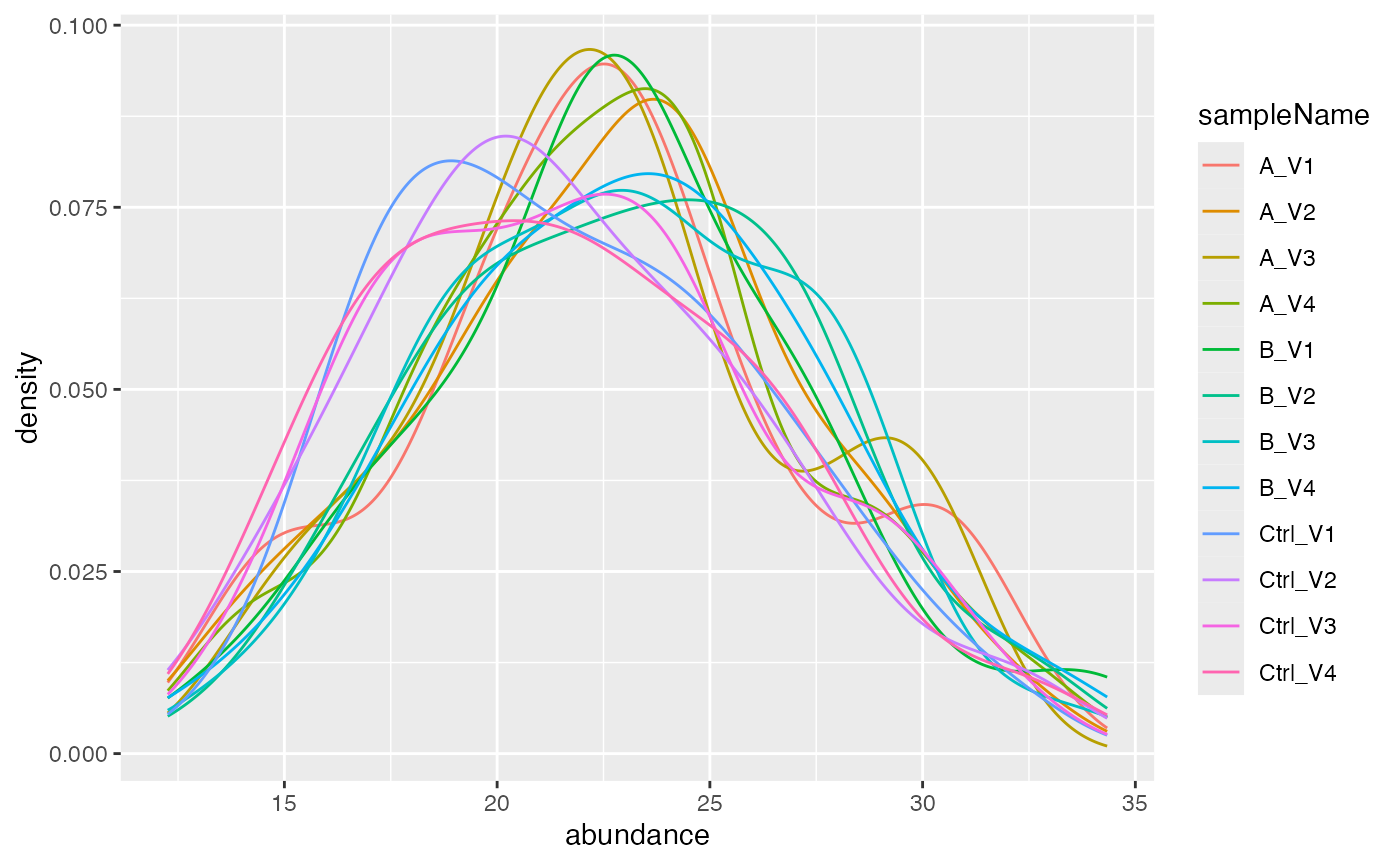 0.100
0.075
0.050
0.025
0.000
density
15
20
25
30
35
abundance
sampleName
A_V1
A_V2
A_V3
A_V4
B_V1
B_V2
B_V3
B_V4
Ctrl_V1
Ctrl_V2
Ctrl_V3
Ctrl_V4